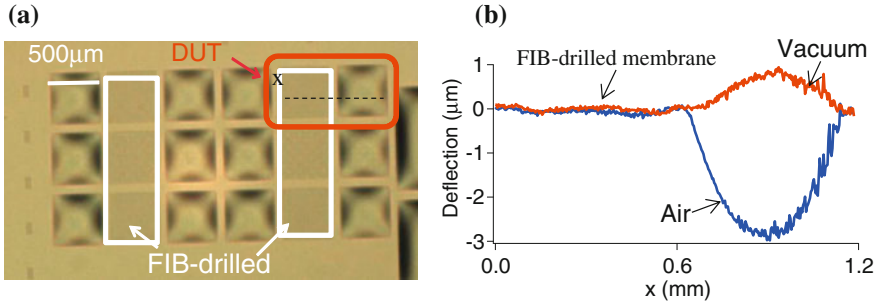 (a)
500μm
DUT
x
FIB-drilled
(b)
FIB-drilled membrane
Vacuum
Air
Deflection (μm)
1
0
-1
-2
-3
0.0
0.6
1.2
x (mm)